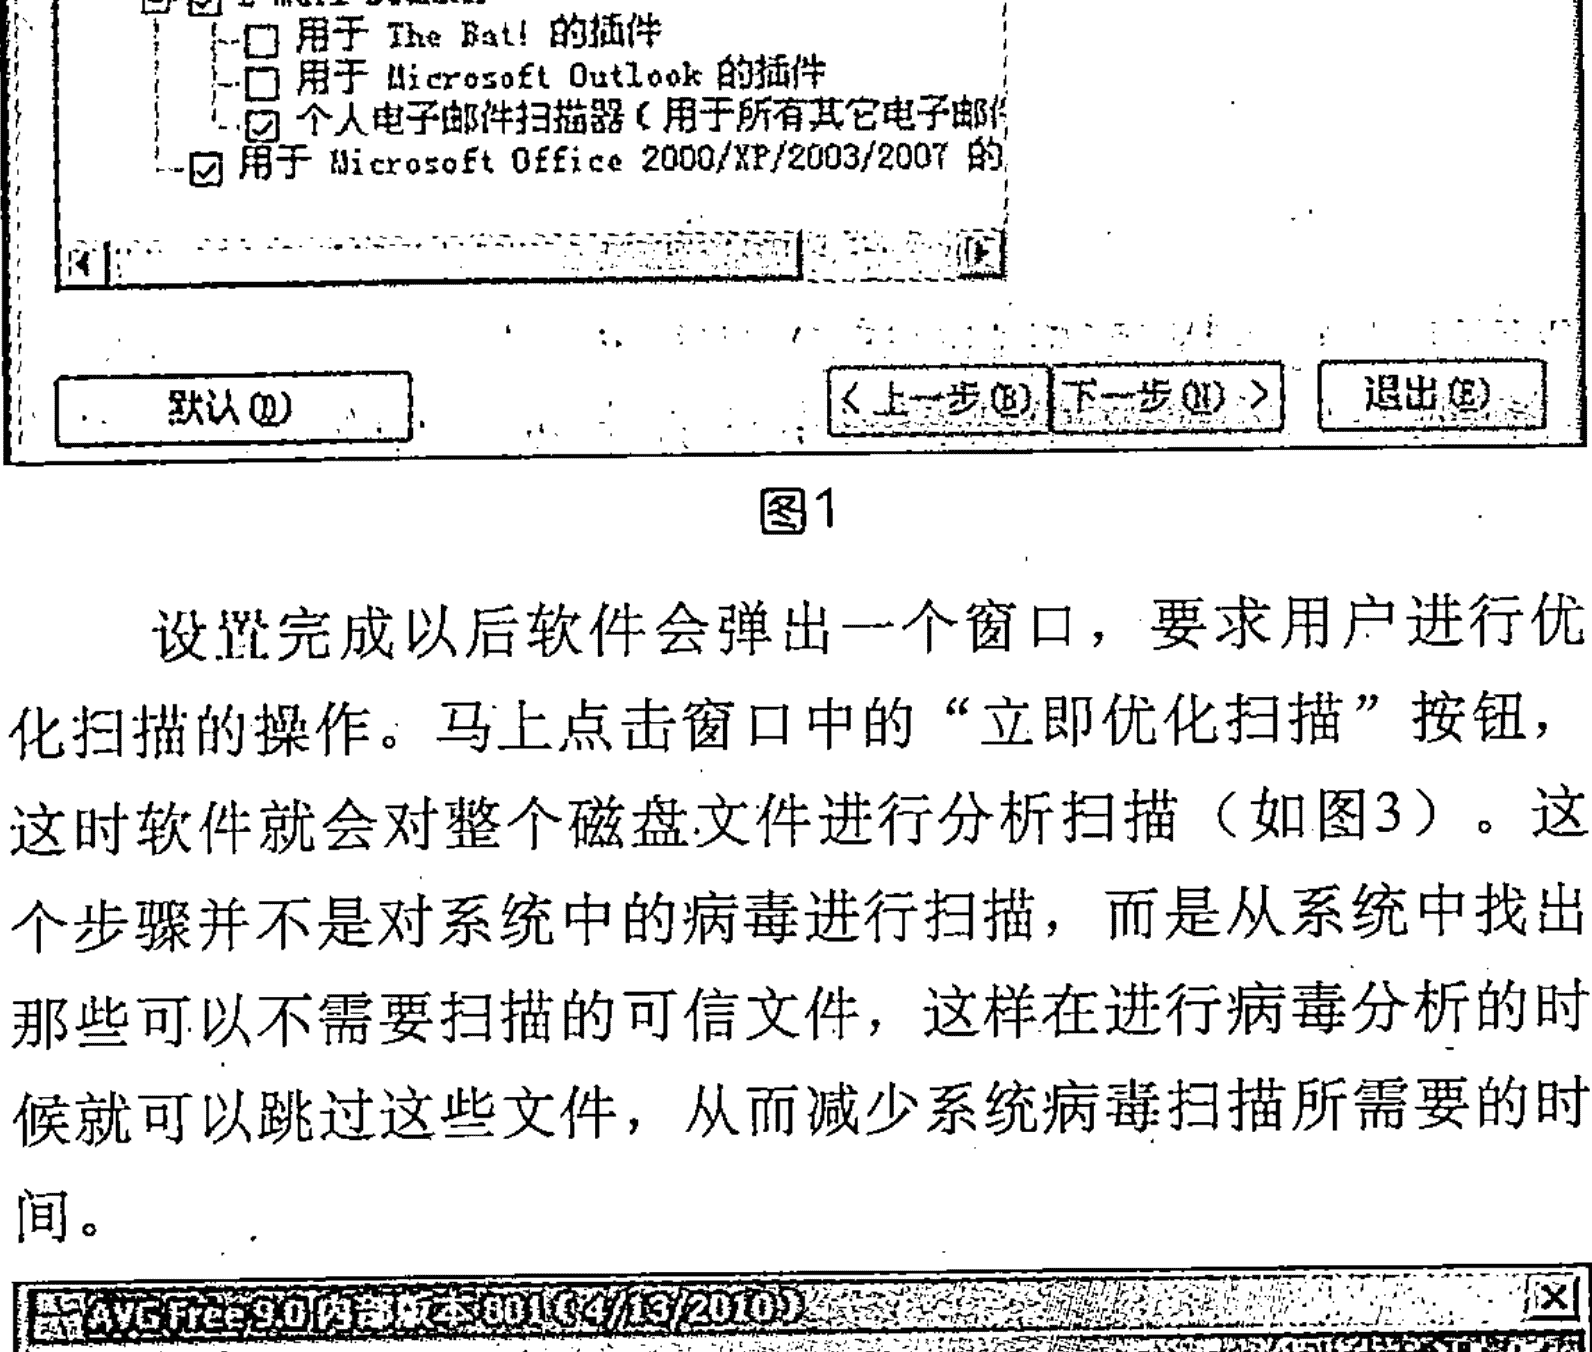 用于 The Bat! 的插件
用于 Microsoft Outlook 的插件
个人电子邮件扫描器(用于所有其它电子邮件
用于 Microsoft Office 2000/XP/2003/2007 的
默认(D) <上一步(B) 下一步(N)> 退出(E)
图1
设置完成以后软件会弹出一个窗口，要求用户进行优
化扫描的操作。马上点击窗口中的“立即优化扫描”按钮，
这时软件就会对整个磁盘文件进行分析扫描（如图3）。这
个步骤并不是对系统中的病毒进行扫描，而是从系统中找出
那些可以不需要扫描的可信文件，这样在进行病毒分析的时
候就可以跳过这些文件，从而减少系统病毒扫描所需要的时
间。
AVG Free 9.0 内部版本 801 (4/13/2010)